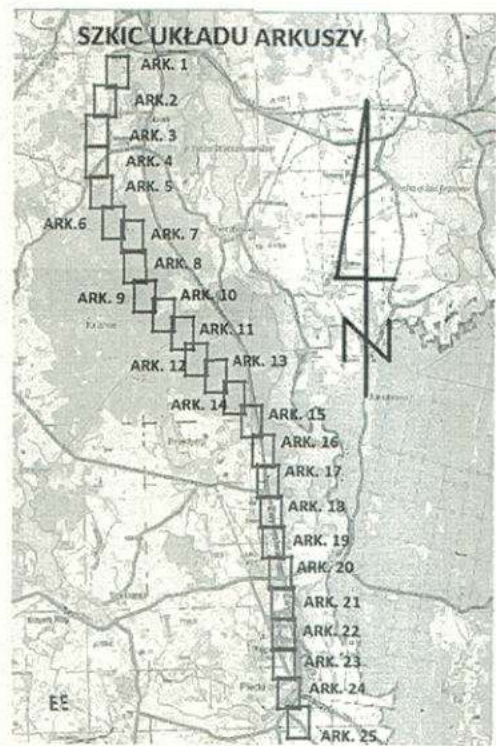 SZKIC UKŁADU ARKUSZY
ARK. 1
ARK. 2
ARK. 3
ARK. 4
ARK. 5
ARK. 6
ARK. 7
ARK. 8
ARK. 9
ARK. 10
ARK. 11
ARK. 12
ARK. 13
ARK. 14
ARK. 15
ARK. 16
ARK. 17
ARK. 18
ARK. 19
ARK. 20
ARK. 21
ARK. 22
ARK. 23
ARK. 24
ARK. 25
N
EE